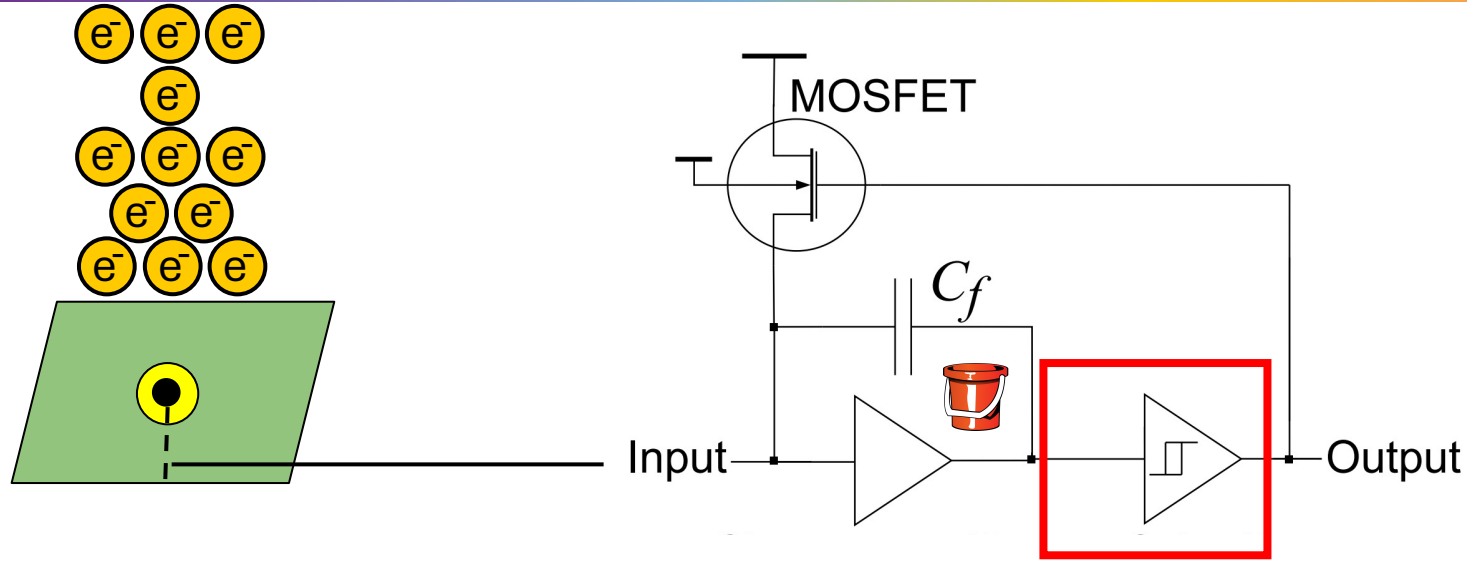 e⁻ e⁻ e⁻
e⁻
MOSFET
e⁻ e⁻ e⁻
e⁻ e⁻
e⁻ e⁻ e⁻
C_f
Input
Output